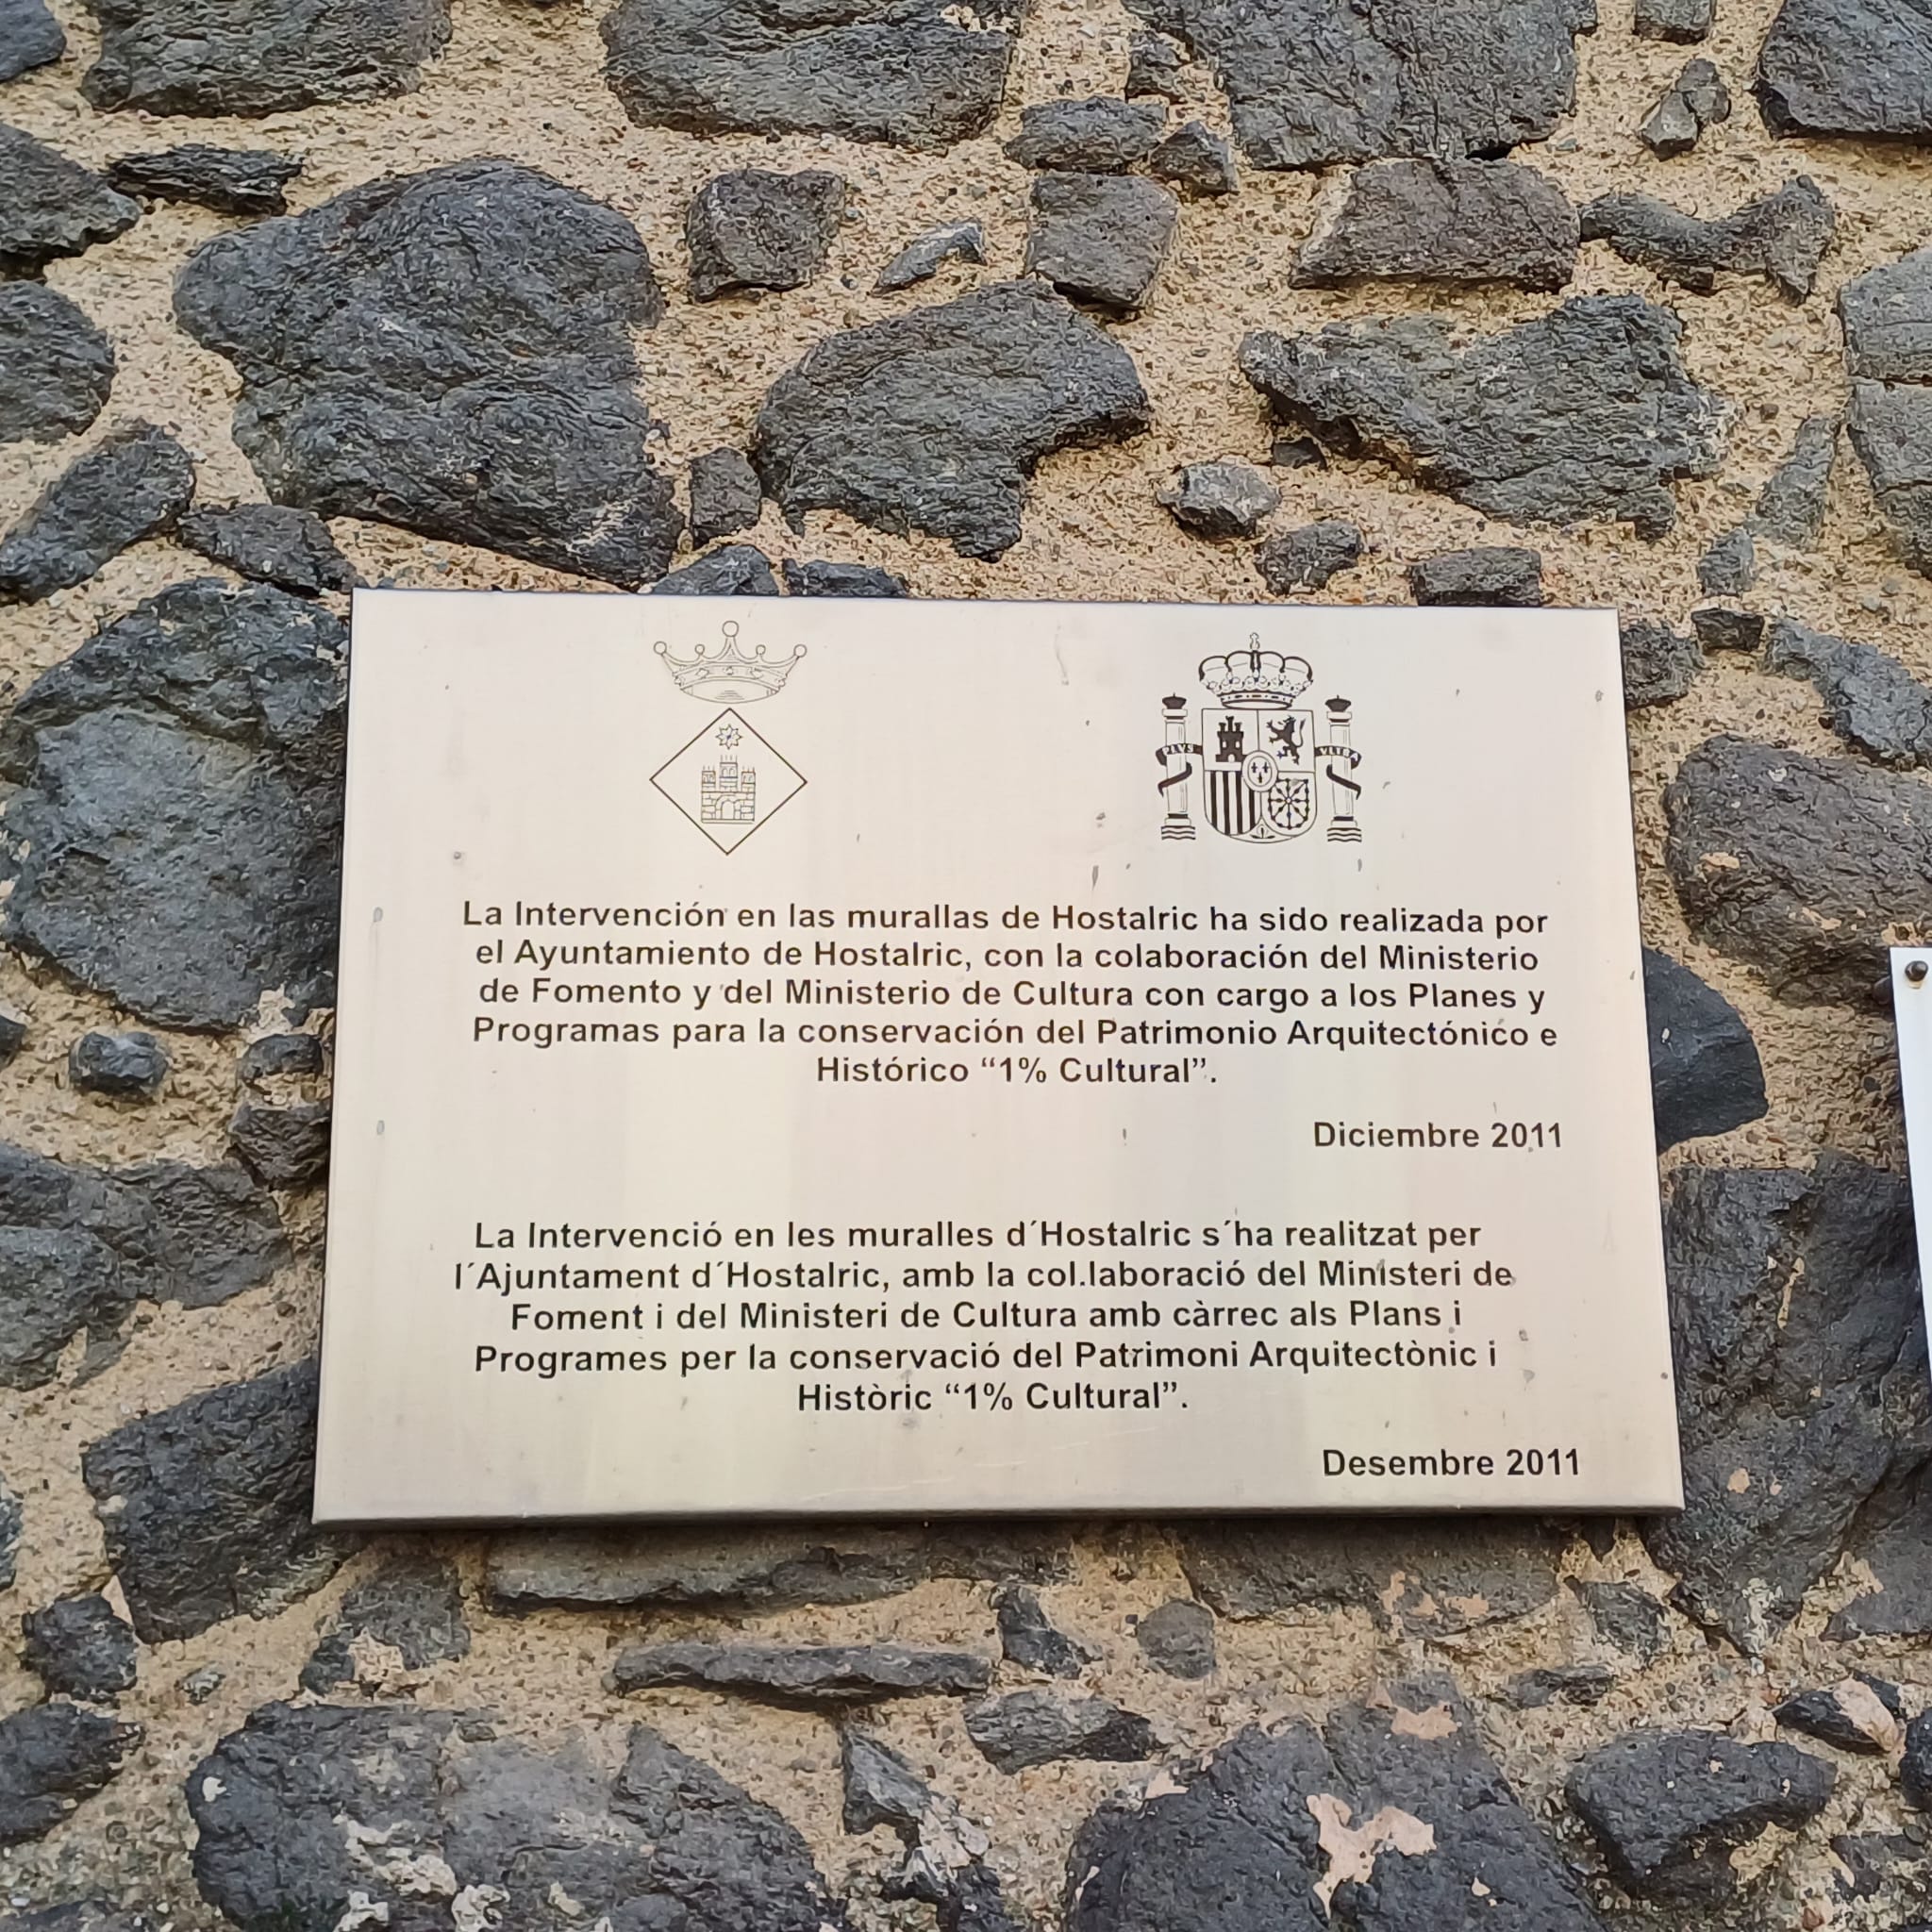 PLVS
VLTRA
La Intervención en las murallas de Hostalric ha sido realizada por
el Ayuntamiento de Hostalric, con la colaboración del Ministerio
de Fomento y del Ministerio de Cultura con cargo a los Planes y
Programas para la conservación del Patrimonio Arquitectónico e
Histórico “1% Cultural”.
Diciembre 2011
La Intervenció en les muralles d´Hostalric s´ha realitzat per
l´Ajuntament d´Hostalric, amb la col.laboració del Ministeri de
Foment i del Ministeri de Cultura amb càrrec als Plans i
Programes per la conservació del Patrimoni Arquitectònic i
Històric “1% Cultural”.
Desembre 2011